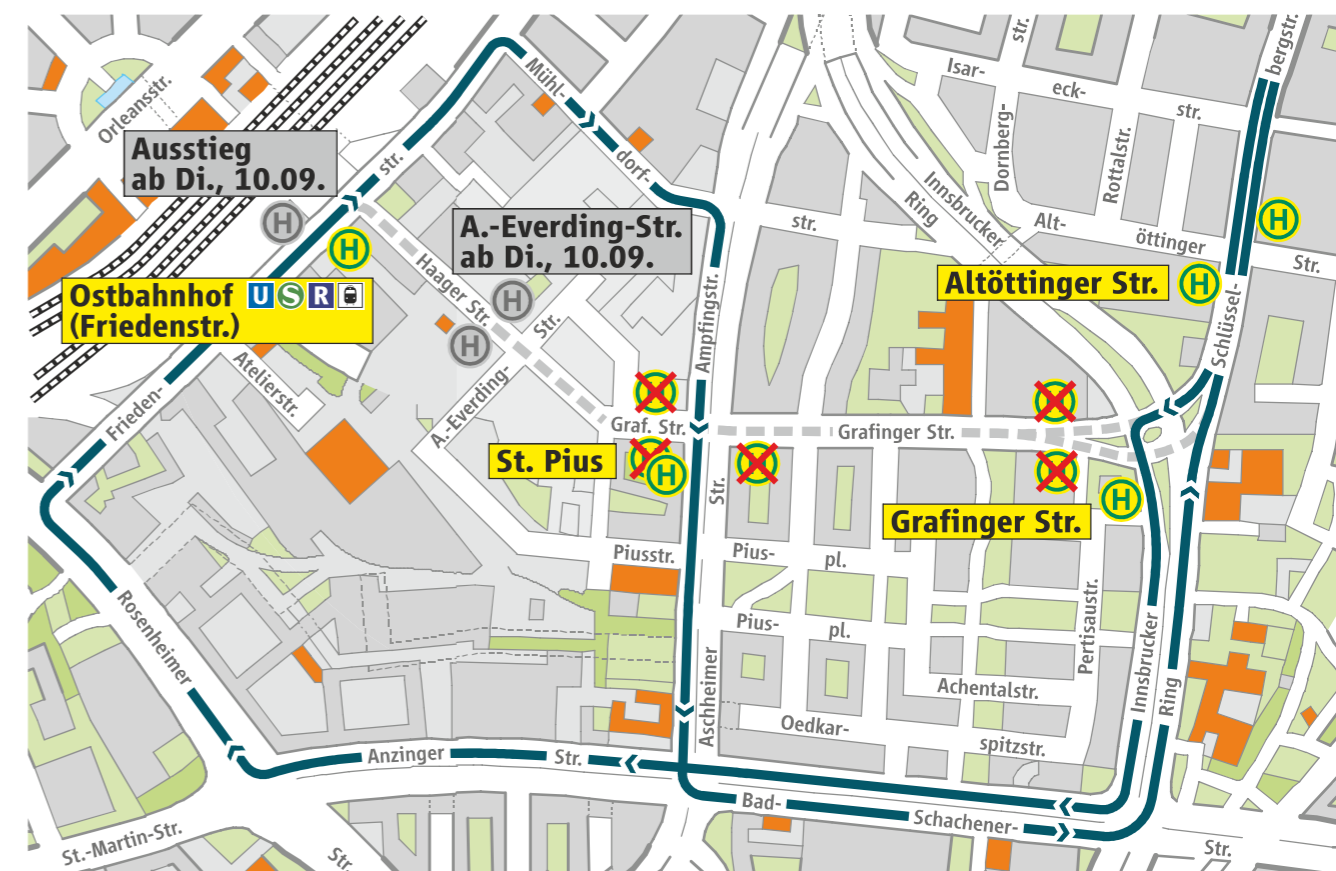 bergstr.
str.
Isar-
eck-
str.
Mühl-
Orleansstr.
Dornberg-
Rottalstr.
Ausstieg
ab Di., 10.09.
str.
dorf-
Innsbrucker
Ring
H
H
A.-Everding-Str.
ab Di., 10.09.
str.
Alt-
öttinger
Str.
H
Haager Str.
Ampfingstr.
Altöttinger Str.
H
Ostbahnhof U S R
(Friedenstr.)
H
Str.
H
Schlüssel-
Atelierstr.
Frieden-
A.-Everding-
Graf. Str.
Grafinger Str.
St. Pius
H
Str.
H
Grafinger Str.
Piusstr.
Pius-
pl.
Rosenheimer
Pius-
pl.
Pertisaustr.
Innsbrucker
Ring
Aschheimer
Achentalstr.
Oedkar-
spitzstr.
Anzinger
Str.
Bad-
Schachener-
Str.
St.-Martin-Str.
Str.